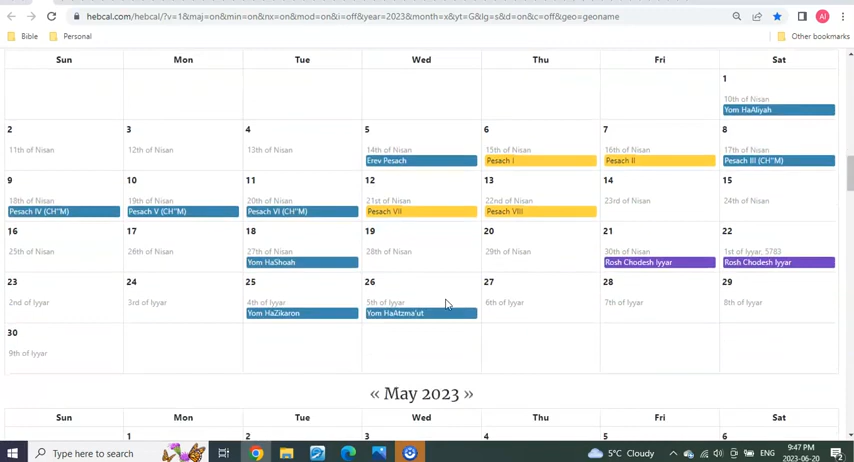 hebcal.com/hebcal/?v=1&maj=on&min=on&nx=on&mod=on&i=off&year=2023&month=x&yt=G&lg=s&d=on&c=off&geo=geoname
AI
Bible Personal Other bookmarks
Sun Mon Tue Wed Thu Fri Sat
1
10th of Nisan
Yom HaAliyah
2 3 4 5 6 7 8
11th of Nisan 12th of Nisan 13th of Nisan 14th of Nisan 15th of Nisan 16th of Nisan 17th of Nisan
Erev Pesach Pesach I Pesach II Pesach III (CH"M)
9 10 11 12 13 14 15
18th of Nisan 19th of Nisan 20th of Nisan 21st of Nisan 22nd of Nisan 23rd of Nisan 24th of Nisan
Pesach IV (CH"M) Pesach V (CH"M) Pesach VI (CH"M) Pesach VII Pesach VIII
16 17 18 19 20 21 22
25th of Nisan 26th of Nisan 27th of Nisan 28th of Nisan 29th of Nisan 30th of Nisan 1st of Iyyar, 5783
Yom HaShoah Rosh Chodesh Iyyar Rosh Chodesh Iyyar
23 24 25 26 27 28 29
2nd of Iyyar 3rd of Iyyar 4th of Iyyar 5th of Iyyar 6th of Iyyar 7th of Iyyar 8th of Iyyar
Yom HaZikaron Yom HaAtzma'ut
30
9th of Iyyar
« May 2023 »
Sun Mon Tue Wed Thu Fri Sat
1 2 3 4 5 6
Type here to search 5°C Cloudy ENG 9:47 PM
2023-06-20 2